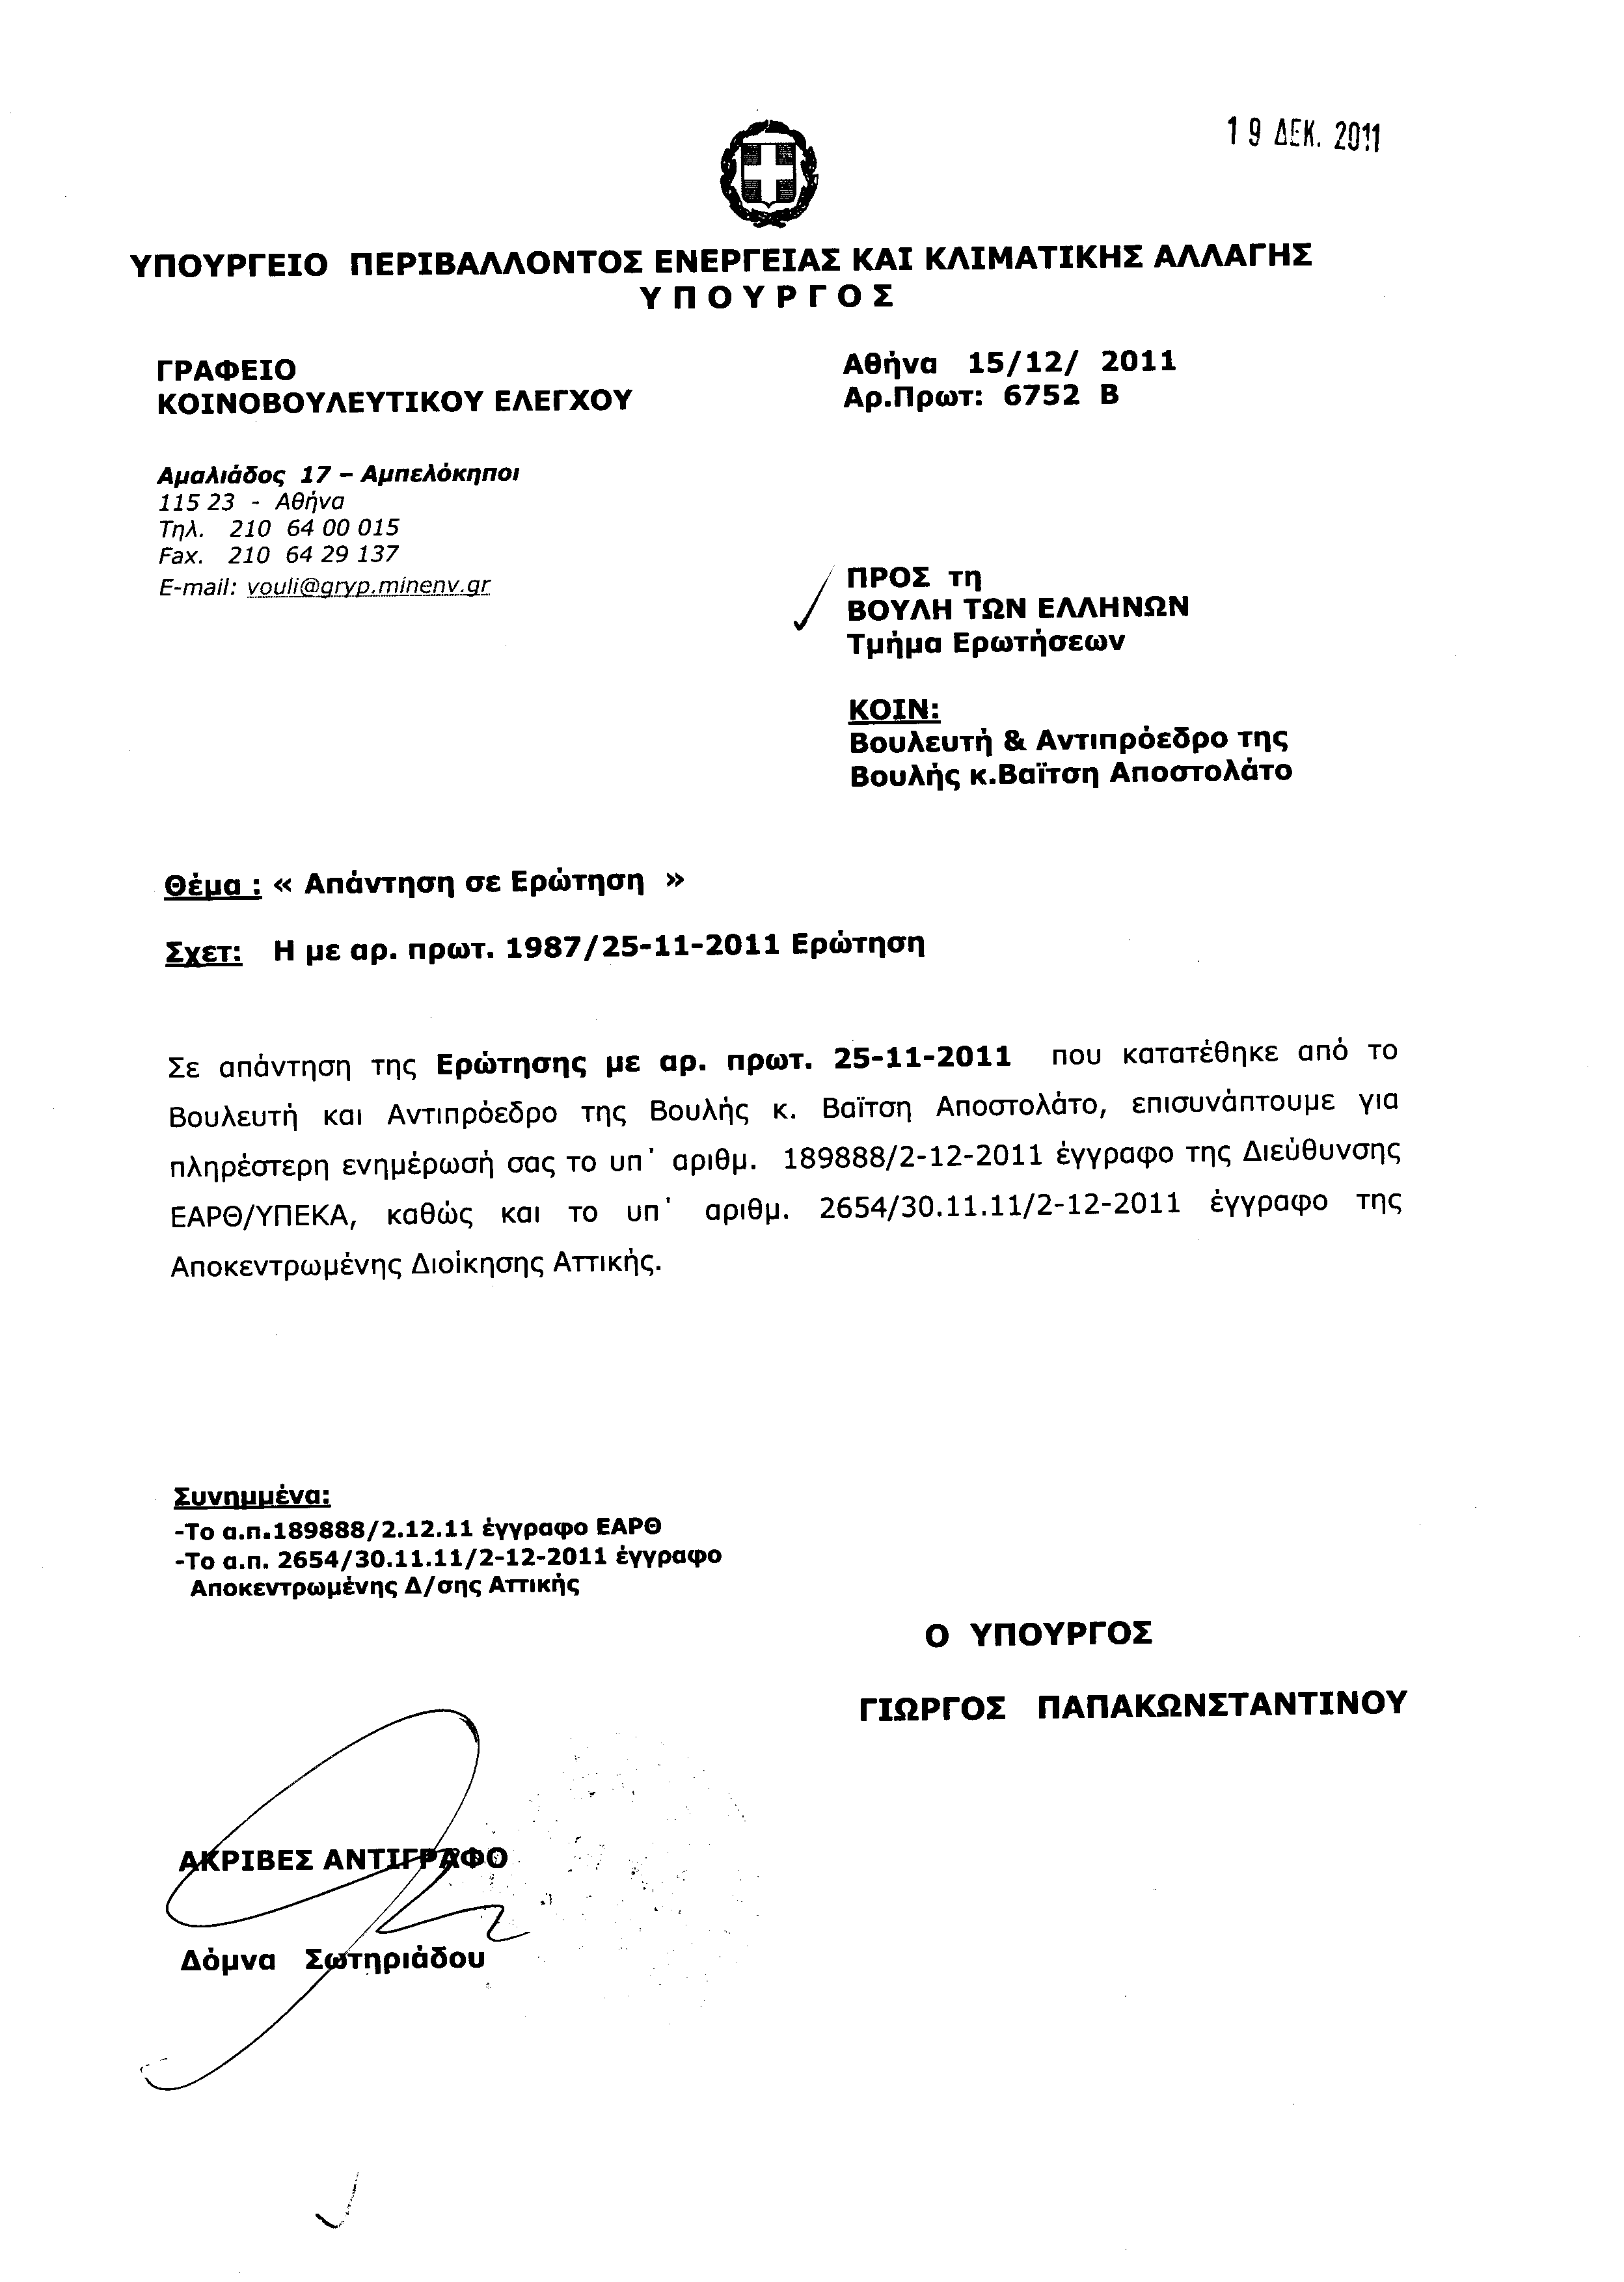 19 ΔΕΚ. 2011
ΥΠΟΥΡΓΕΙΟ ΠΕΡΙΒΑΛΛΟΝΤΟΣ ΕΝΕΡΓΕΙΑΣ ΚΑΙ ΚΛΙΜΑΤΙΚΗΣ ΑΛΛΑΓΗΣ
Υ Π Ο Υ Ρ Γ Ο Σ
ΓΡΑΦΕΙΟ
ΚΟΙΝΟΒΟΥΛΕΥΤΙΚΟΥ ΕΛΕΓΧΟΥ
Αθήνα 15/12/ 2011
Αρ.Πρωτ: 6752 Β
Αμαλιάδος 17 – Αμπελόκηποι
115 23 - Αθήνα
Τηλ. 210 64 00 015
Fax. 210 64 29 137
E-mail: vouli@gryp.minenv.gr
ΠΡΟΣ τη
ΒΟΥΛΗ ΤΩΝ ΕΛΛΗΝΩΝ
Τμήμα Ερωτήσεων
ΚΟΙΝ:
Βουλευτή & Αντιπρόεδρο της
Βουλής κ.Βαϊτση Αποστολάτο
Θέμα : « Απάντηση σε Ερώτηση »
Σχετ: Η με αρ. πρωτ. 1987/25-11-2011 Ερώτηση
Σε απάντηση της Ερώτησης με αρ. πρωτ. 25-11-2011 που κατατέθηκε από το
Βουλευτή και Αντιπρόεδρο της Βουλής κ. Βαϊτση Αποστολάτο, επισυνάπτουμε για
πληρέστερη ενημέρωσή σας το υπ΄ αριθμ. 189888/2-12-2011 έγγραφο της Διεύθυνσης
ΕΑΡΘ/ΥΠΕΚΑ, καθώς και το υπ΄ αριθμ. 2654/30.11.11/2-12-2011 έγγραφο της
Αποκεντρωμένης Διοίκησης Αττικής.
Συνημμένα:
-Το α.π.189888/2.12.11 έγγραφο ΕΑΡΘ
-Το α.π. 2654/30.11.11/2-12-2011 έγγραφο
Αποκεντρωμένης Δ/σης Αττικής
Ο ΥΠΟΥΡΓΟΣ
ΓΙΩΡΓΟΣ ΠΑΠΑΚΩΝΣΤΑΝΤΙΝΟΥ
ΑΚΡΙΒΕΣ ΑΝΤΙΓΡΑΦΟ
Δόμνα Σωτηριάδου